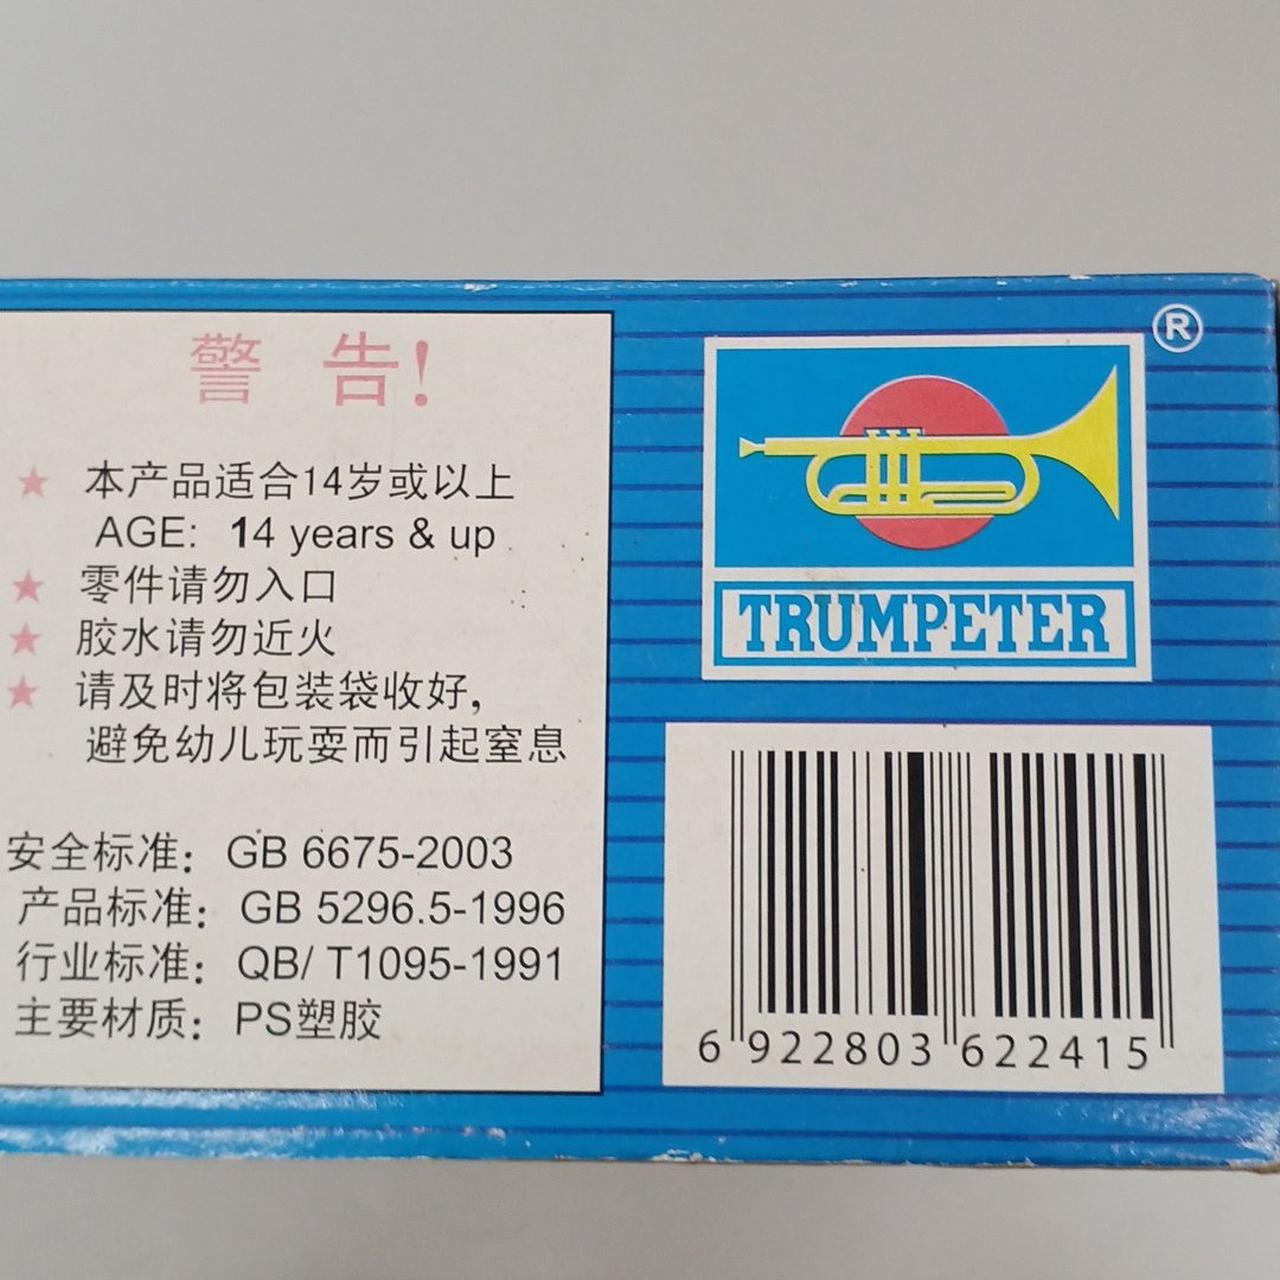 警 告!
★ 本产品适合14岁或以上
AGE: 14 years & up
★ 零件请勿入口
★ 胶水请勿近火
★ 请及时将包装袋收好,
避免幼儿玩耍而引起窒息
安全标准: GB 6675-2003
产品标准: GB 5296.5-1996
行业标准: QB/ T1095-1991
主要材质: PS塑胶
®
TRUMPETER
6 922803 622415